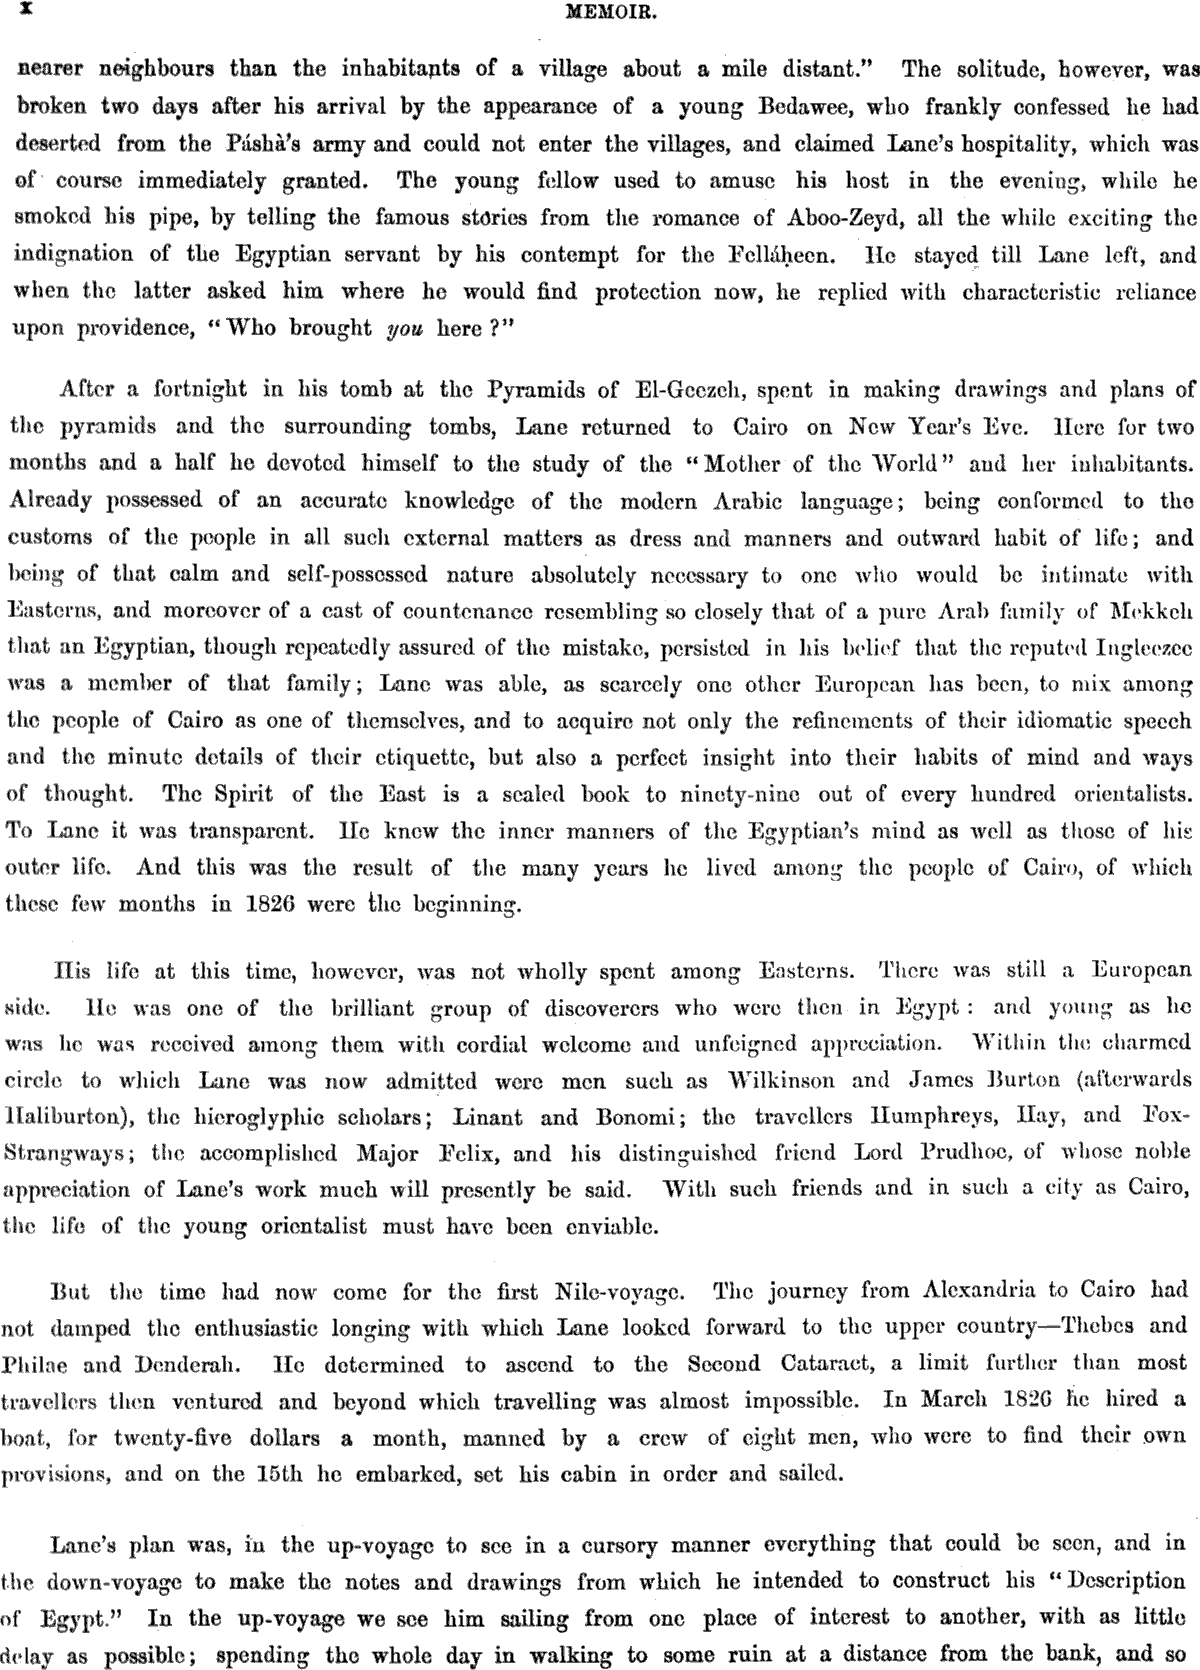 x
MEMOIR.
nearer neighbours than the inhabitants of a village about a mile distant.” The solitude, however, was
broken two days after his arrival by the appearance of a young Bedawee, who frankly confessed he had
deserted from the Páshà’s army and could not enter the villages, and claimed Lane’s hospitality, which was
of course immediately granted. The young fellow used to amuse his host in the evening, while he
smoked his pipe, by telling the famous stories from the romance of Aboo-Zeyd, all the while exciting the
indignation of the Egyptian servant by his contempt for the Felláḥeen. He stayed till Lane left, and
when the latter asked him where he would find protection now, he replied with characteristic reliance
upon providence, “Who brought you here?”
After a fortnight in his tomb at the Pyramids of El-Geezeh, spent in making drawings and plans of
the pyramids and the surrounding tombs, Lane returned to Cairo on New Year’s Eve. Here for two
months and a half he devoted himself to the study of the “Mother of the World” and her inhabitants.
Already possessed of an accurate knowledge of the modern Arabic language; being conformed to the
customs of the people in all such external matters as dress and manners and outward habit of life; and
being of that calm and self-possessed nature absolutely necessary to one who would be intimate with
Easterns, and moreover of a cast of countenance resembling so closely that of a pure Arab family of Mekkeh
that an Egyptian, though repeatedly assured of the mistake, persisted in his belief that the reputed Ingleezee
was a member of that family; Lane was able, as scarcely one other European has been, to mix among
the people of Cairo as one of themselves, and to acquire not only the refinements of their idiomatic speech
and the minute details of their etiquette, but also a perfect insight into their habits of mind and ways
of thought. The Spirit of the East is a sealed book to ninety-nine out of every hundred orientalists.
To Lane it was transparent. He knew the inner manners of the Egyptian’s mind as well as those of his
outer life. And this was the result of the many years he lived among the people of Cairo, of which
these few months in 1826 were the beginning.
His life at this time, however, was not wholly spent among Easterns. There was still a European
side. He was one of the brilliant group of discoverers who were then in Egypt: and young as he
was he was received among them with cordial welcome and unfeigned appreciation. Within the charmed
circle to which Lane was now admitted were men such as Wilkinson and James Burton (afterwards
Haliburton), the hieroglyphic scholars; Linant and Bonomi; the travellers Humphreys, Hay, and Fox-
Strangways; the accomplished Major Felix, and his distinguished friend Lord Prudhoe, of whose noble
appreciation of Lane’s work much will presently be said. With such friends and in such a city as Cairo,
the life of the young orientalist must have been enviable.
But the time had now come for the first Nile-voyage. The journey from Alexandria to Cairo had
not damped the enthusiastic longing with which Lane looked forward to the upper country—Thebes and
Philae and Denderah. He determined to ascend to the Second Cataract, a limit further than most
travellers then ventured and beyond which travelling was almost impossible. In March 1826 he hired a
boat, for twenty-five dollars a month, manned by a crew of eight men, who were to find their own
provisions, and on the 15th he embarked, set his cabin in order and sailed.
Lane’s plan was, in the up-voyage to see in a cursory manner everything that could be seen, and in
the down-voyage to make the notes and drawings from which he intended to construct his “Description
of Egypt.” In the up-voyage we see him sailing from one place of interest to another, with as little
delay as possible; spending the whole day in walking to some ruin at a distance from the bank, and so